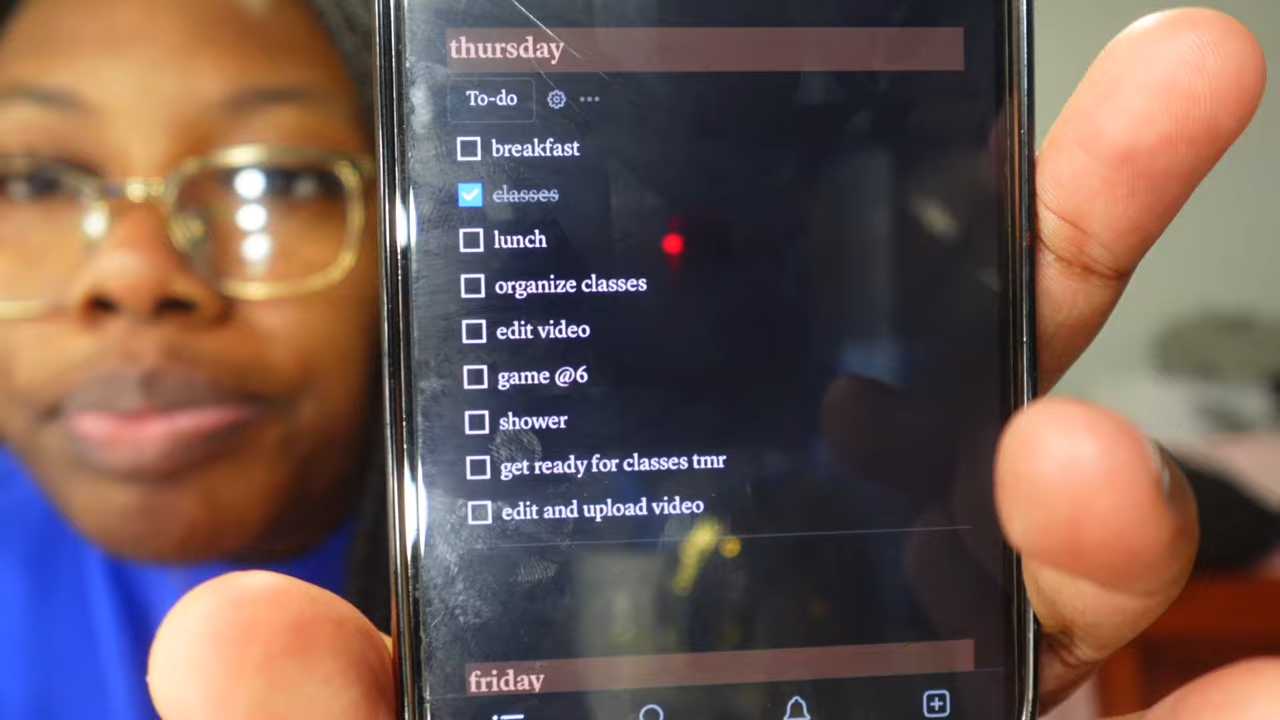 thursday
To-do
breakfast
classes
lunch
organize classes
edit video
game @6
shower
get ready for classes tmr
edit and upload video
friday